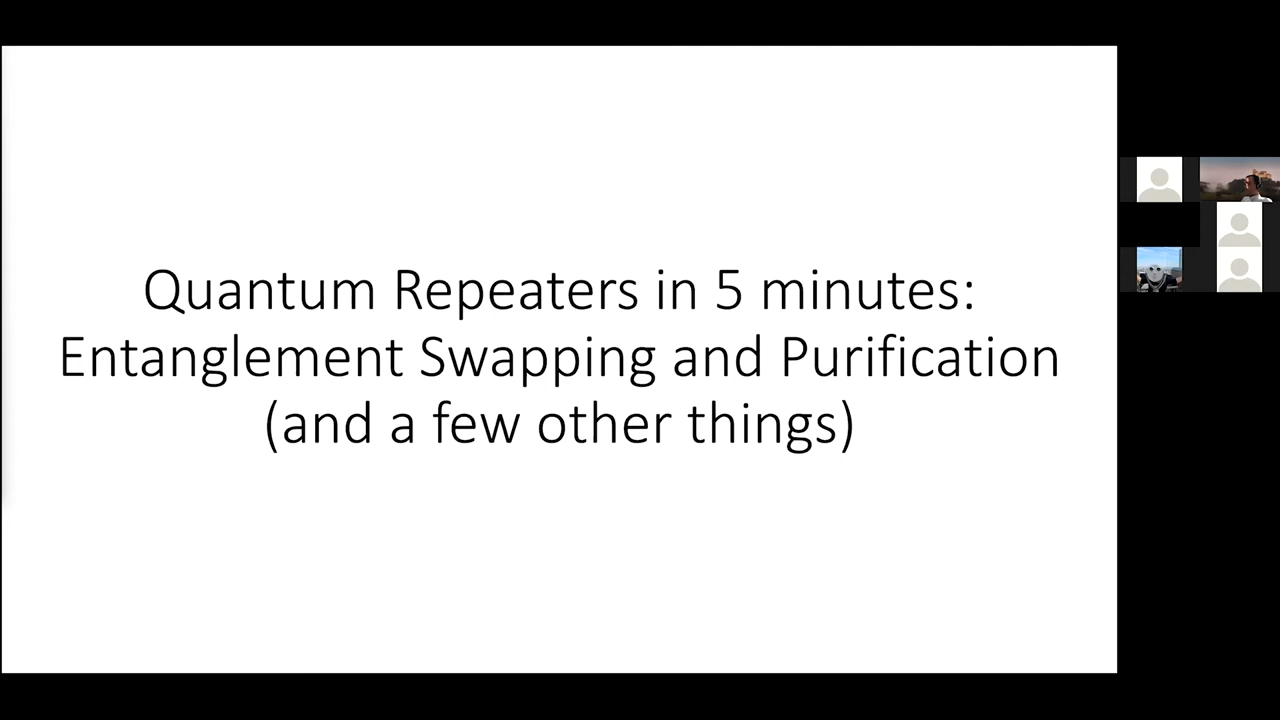 Quantum Repeaters in 5 minutes:
Entanglement Swapping and Purification
(and a few other things)